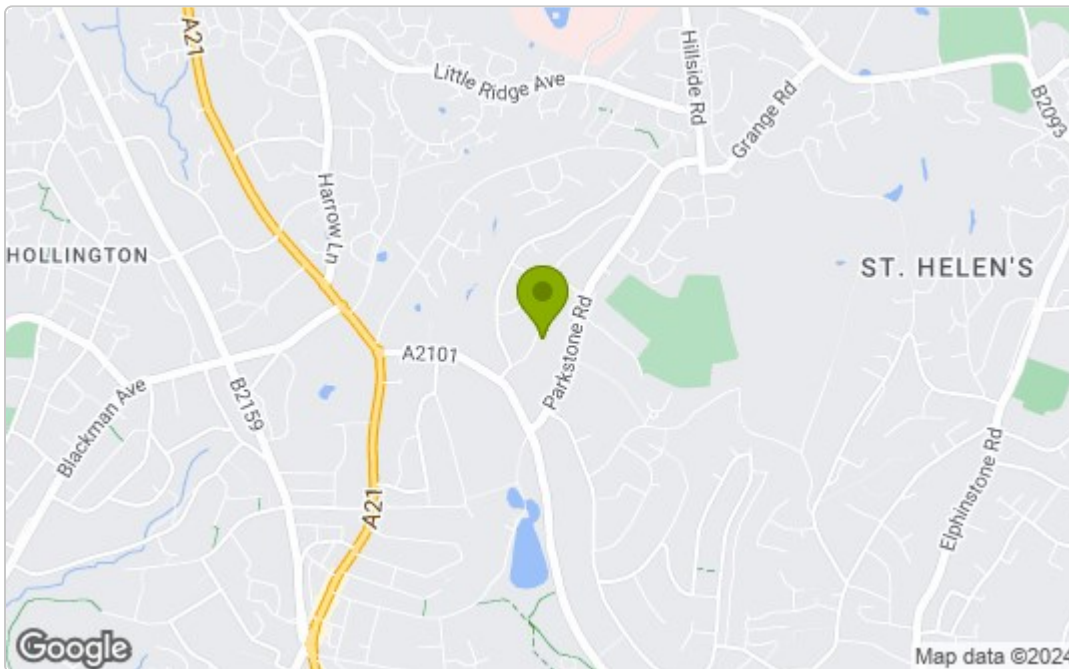 A21
Little Ridge Ave
Hillside Rd
Grange Rd
B2093
Harrow Ln
HOLLINGTON
ST. HELEN'S
A2101
Parkstone Rd
Blackman Ave
B2159
A21
Elphinstone Rd
Google
Map data ©2024